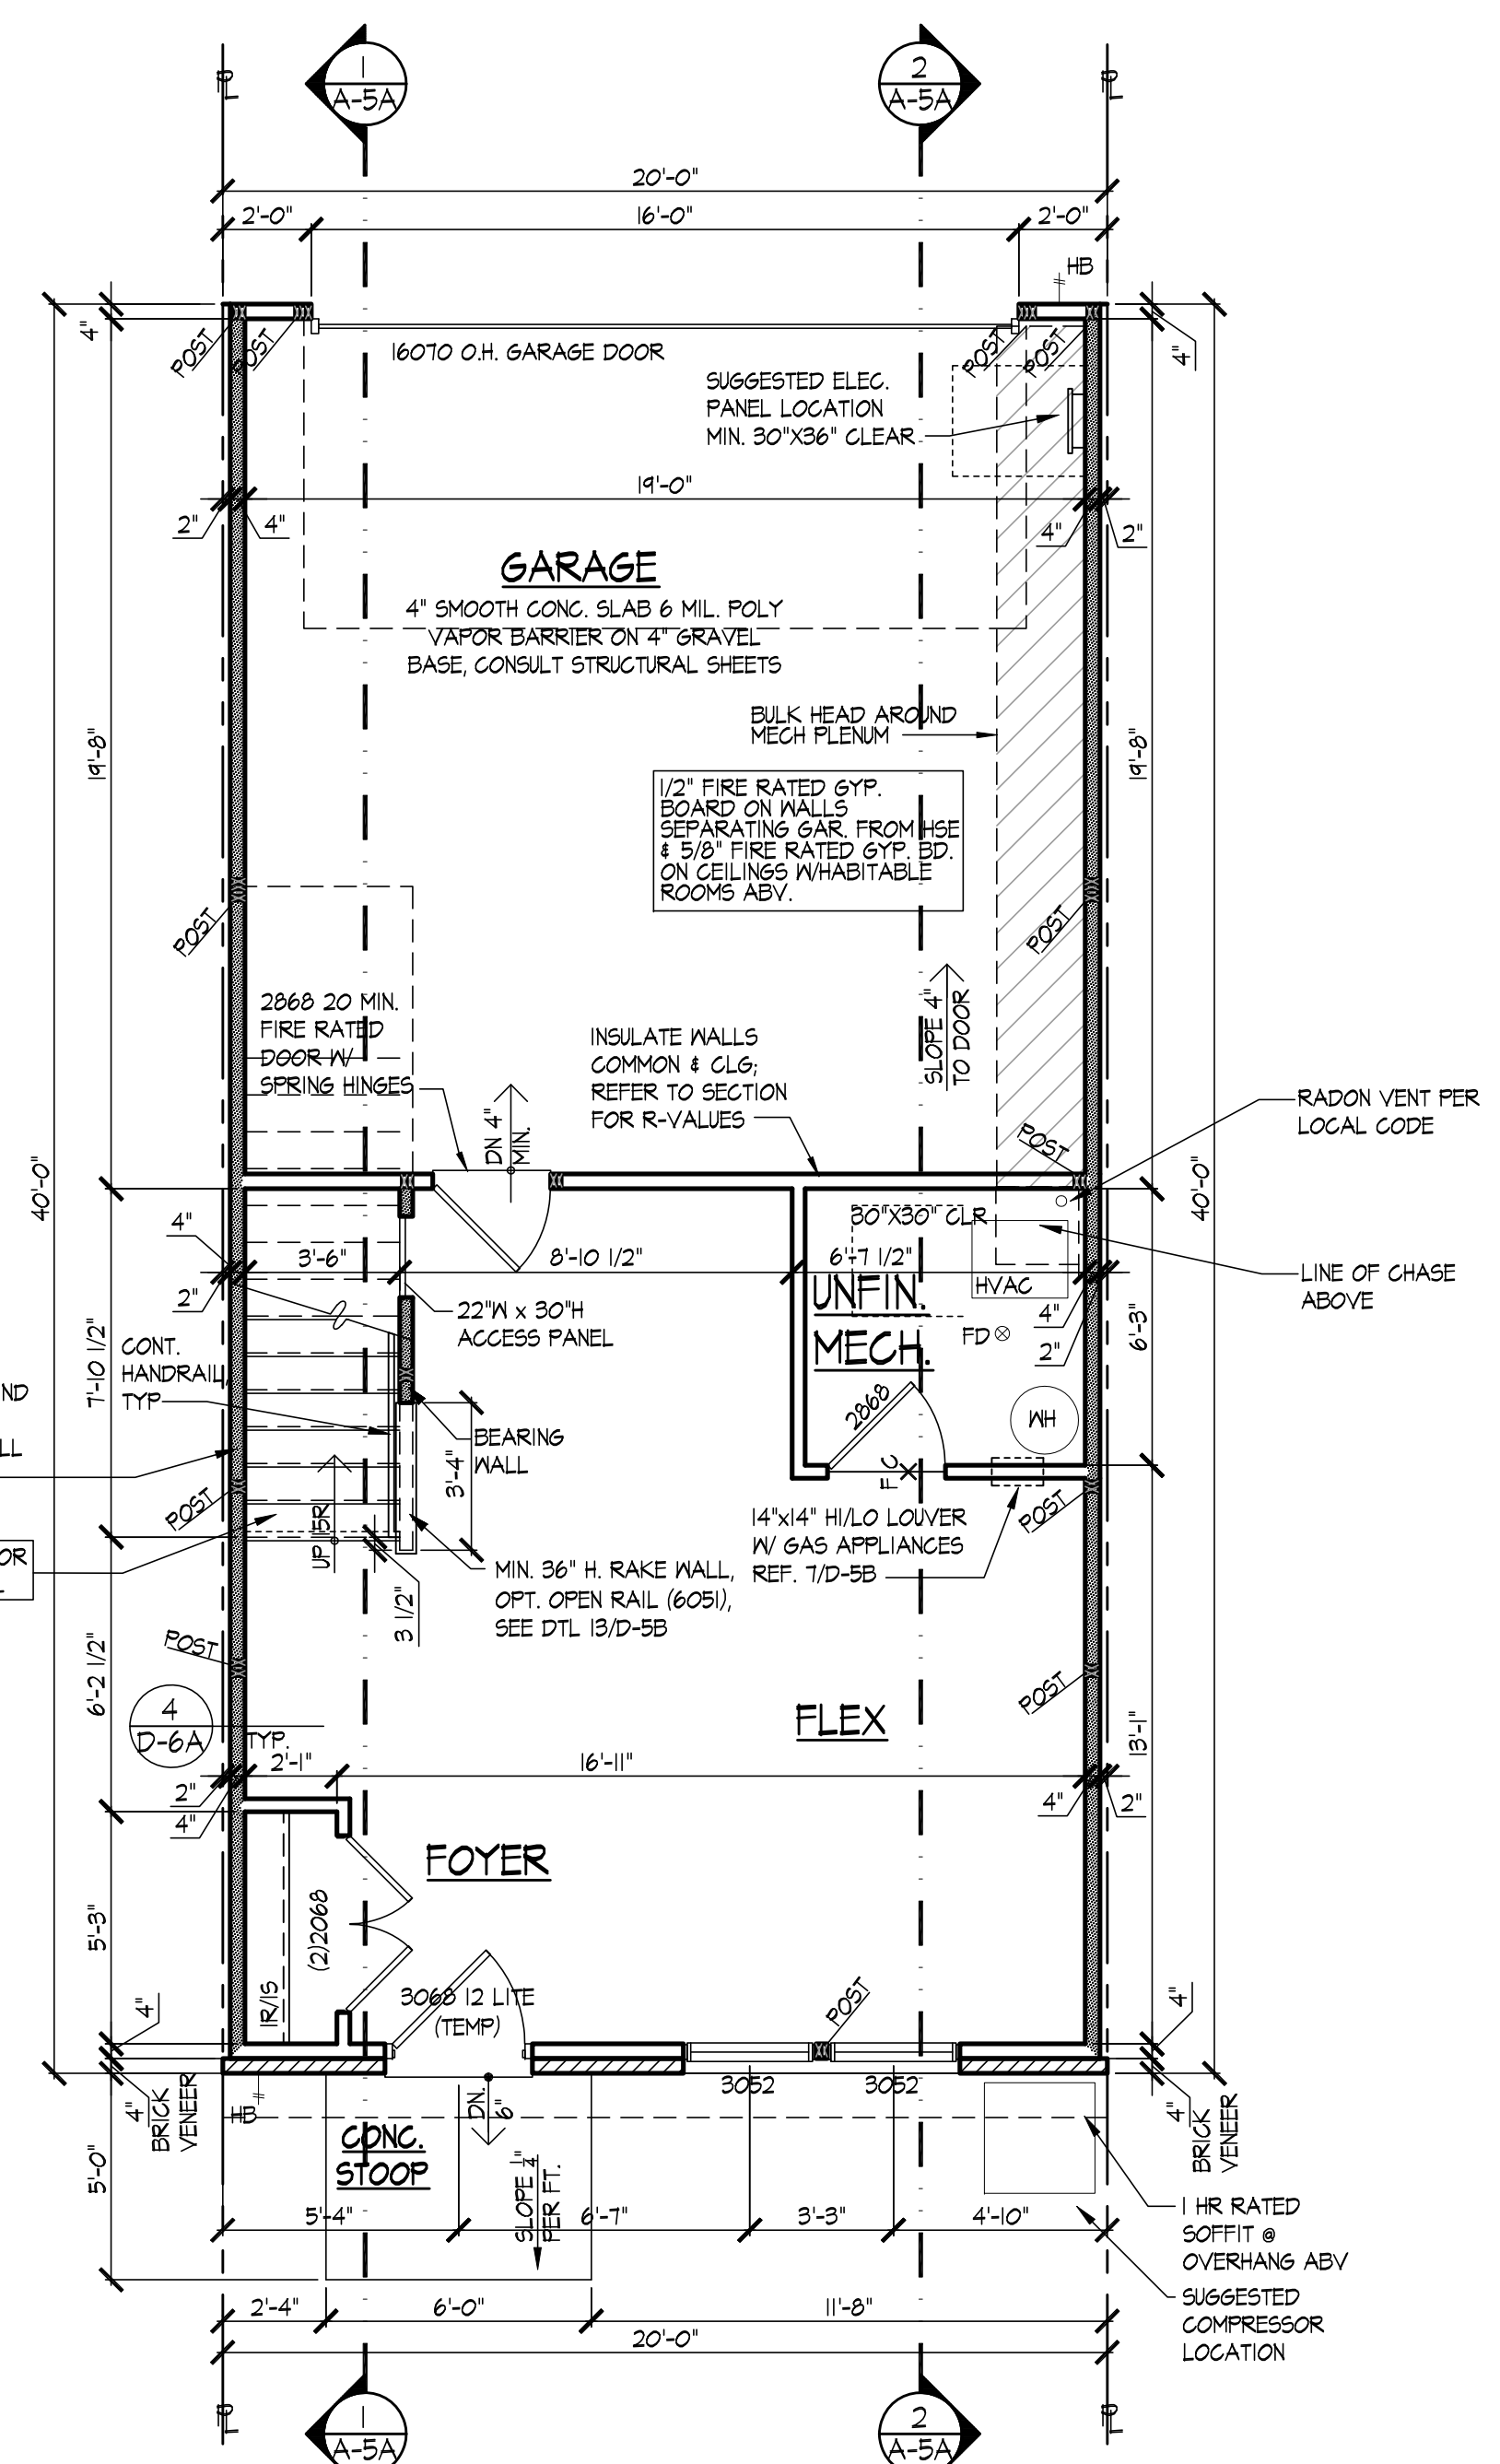 1
A-5A
2
A-5A
20'-0"
2'-0"
16'-0"
2'-0"
HB
4"
POST
POST
16070 O.H. GARAGE DOOR
POST
POST
4"
SUGGESTED ELEC.
PANEL LOCATION
MIN. 30"X36" CLEAR
19'-0"
2"
4"
4"
2"
GARAGE
4" SMOOTH CONC. SLAB 6 MIL. POLY
VAPOR BARRIER ON 4" GRAVEL
BASE, CONSULT STRUCTURAL SHEETS
BULK HEAD AROUND
MECH PLENUM
19'-8"
19'-8"
1/2" FIRE RATED GYP.
BOARD ON WALLS
SEPARATING GAR. FROM HSE
& 5/8" FIRE RATED GYP. BD.
ON CEILINGS W/HABITABLE
ROOMS ABV.
POST
POST
2868 20 MIN.
FIRE RATED
DOOR W/
SPRING HINGES
DN 4"
MIN.
INSULATE WALLS
COMMON & CLG;
REFER TO SECTION
FOR R-VALUES
SLOPE 4"
TO DOOR
RADON VENT PER
LOCAL CODE
POST
40'-0"
40'-0"
4"
3'-6"
8'-10 1/2"
30"X30" CLR
6'-7 1/2"
2"
HVAC
LINE OF CHASE
ABOVE
22"W x 30"H
ACCESS PANEL
UNFIN.
MECH.
FD
4"
2"
6'-3"
7'-10 1/2"
CONT.
HANDRAIL,
TYP
ND
LL
BEARING
WALL
3'-4"
2868
WH
F C
POST
UP 15R
14"x14" HI/LO LOUVER
W/ GAS APPLIANCES
REF. 7/D-5B
POST
OR
MIN. 36" H. RAKE WALL,
OPT. OPEN RAIL (6051),
SEE DTL 13/D-5B
3 1/2"
POST
6'-2 1/2"
4
D-6A
TYP.
FLEX
POST
13'-1"
2'-1"
16'-11"
2"
4"
4"
2"
FOYER
5'-3"
(2)2068
1R/1S
3068 12 LITE
(TEMP)
POST
4"
4"
4"
BRICK
VENEER
HB
3052
3052
4"
BRICK
VENEER
DN.
6"
CONC.
STOOP
5'-0"
SLOPE 1/4"
PER FT.
5'-4"
6'-7"
3'-3"
4'-10"
1 HR RATED
SOFFIT @
OVERHANG ABV
SUGGESTED
COMPRESSOR
LOCATION
2'-4"
6'-0"
11'-8"
20'-0"
1
A-5A
2
A-5A